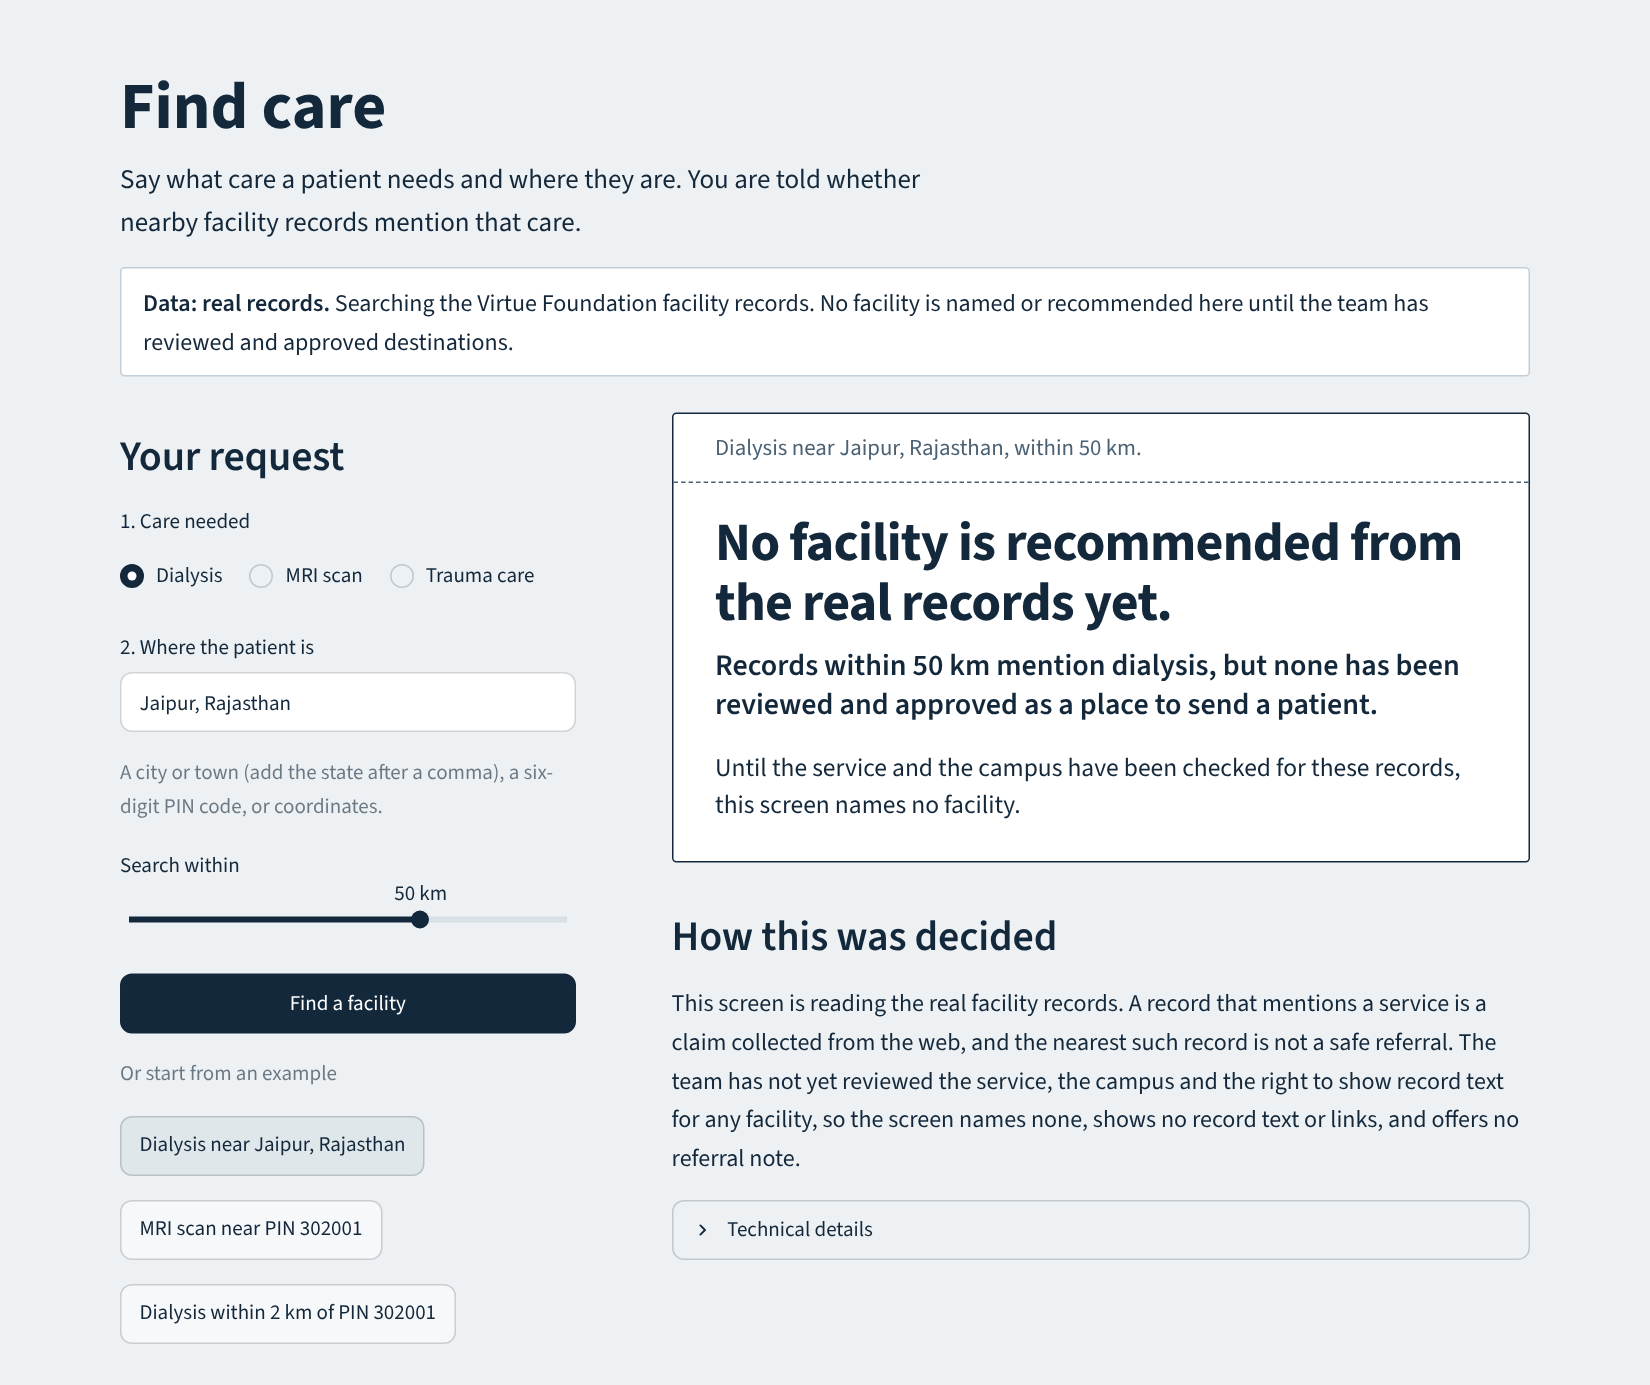 Find care
Say what care a patient needs and where they are. You are told whether
nearby facility records mention that care.
Data: real records. Searching the Virtue Foundation facility records. No facility is named or recommended here until the team has
reviewed and approved destinations.
Your request
1. Care needed
Dialysis
MRI scan
Trauma care
2. Where the patient is
Jaipur, Rajasthan
A city or town (add the state after a comma), a six-
digit PIN code, or coordinates.
Search within
50 km
Find a facility
Or start from an example
Dialysis near Jaipur, Rajasthan
MRI scan near PIN 302001
Dialysis within 2 km of PIN 302001
Dialysis near Jaipur, Rajasthan, within 50 km.
No facility is recommended from
the real records yet.
Records within 50 km mention dialysis, but none has been
reviewed and approved as a place to send a patient.
Until the service and the campus have been checked for these records,
this screen names no facility.
How this was decided
This screen is reading the real facility records. A record that mentions a service is a
claim collected from the web, and the nearest such record is not a safe referral. The
team has not yet reviewed the service, the campus and the right to show record text
for any facility, so the screen names none, shows no record text or links, and offers no
referral note.
Technical details